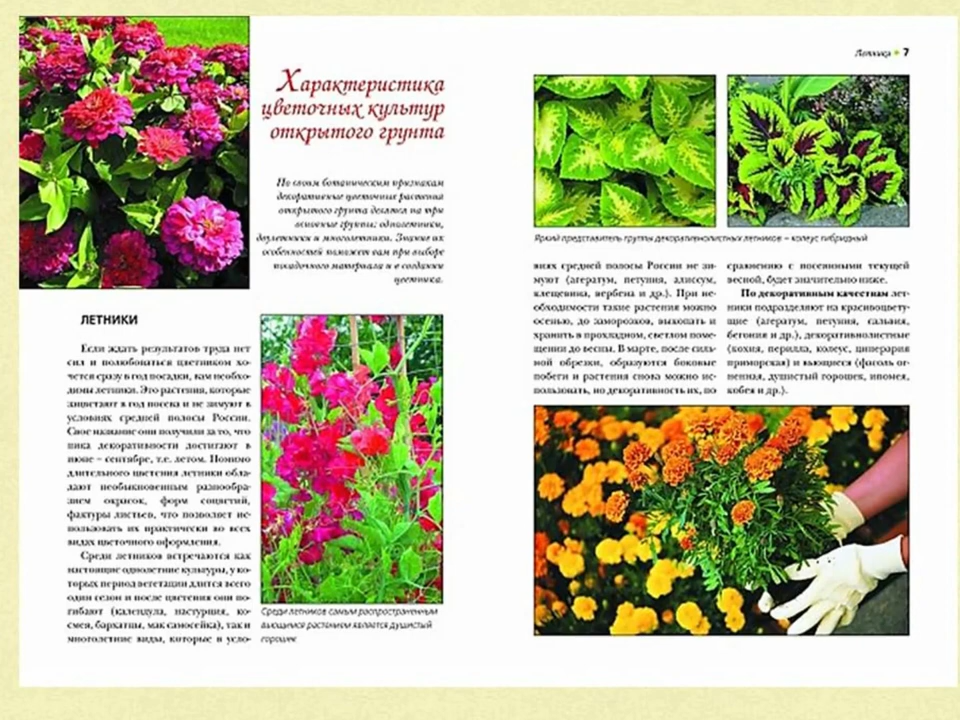 Характеристика
цветочных культур
открытого грунта
По своим ботаническим признакам
декоративные цветочные растения
открытого грунта делятся на три
основные группы: однолетники,
двулетники и многолетники. Знание их
особенностей поможет вам при выборе
посадочного материала и в создании
цветника.
ЛЕТНИКИ
Если ждать результатов труда нет
сил и полюбоваться цветником хо-
чется сразу в год посадки, вам необхо-
димы летники. Это растения, которые
зацветают в год посева и не зимуют в
условиях средней полосы России.
Свое название они получили за то, что
пика декоративности достигают в
июне – сентябре, т.е. летом. Помимо
длительного цветения летники обла-
дают необыкновенным разнообра-
зием окрасок, форм соцветий,
фактуры листьев, что позволяет ис-
пользовать их практически во всех
видах цветочного оформления.
Среди летников встречаются как
настоящие однолетние культуры, у ко-
торых период вегетации длится всего
один сезон и после цветения они по-
гибают (календула, настурция, ко-
смея, бархатцы, мак самосейка), так и
многолетние виды, которые в усло-
Среди летников самым распространенным
вьющимся растением является душистый
горошек
Летники 7
Яркий представитель группы декоративнолистных летников – колеус гибридный
виях средней полосы России не зи-
муют (агератум, петуния, алиссум,
клещевина, вербена и др.). При не-
обходимости такие растения можно
осенью, до заморозков, выкопать и
хранить в прохладном, светлом поме-
щении до весны. В марте, после силь-
ной обрезки, образуются боковые
побеги и растения снова можно ис-
пользовать, но декоративность их, по
сравнению с посеянными текущей
весной, будет значительно ниже.
По декоративным качествам лет-
ники подразделяют на красивоцвету-
щие (агератум, петуния, сальвия,
бегония и др.), декоративнолистные
(кохия, перилла, колеус, цинерария
приморская) и вьющиеся (фасоль ог-
ненная, душистый горошек, ипомея,
кобея и др.).